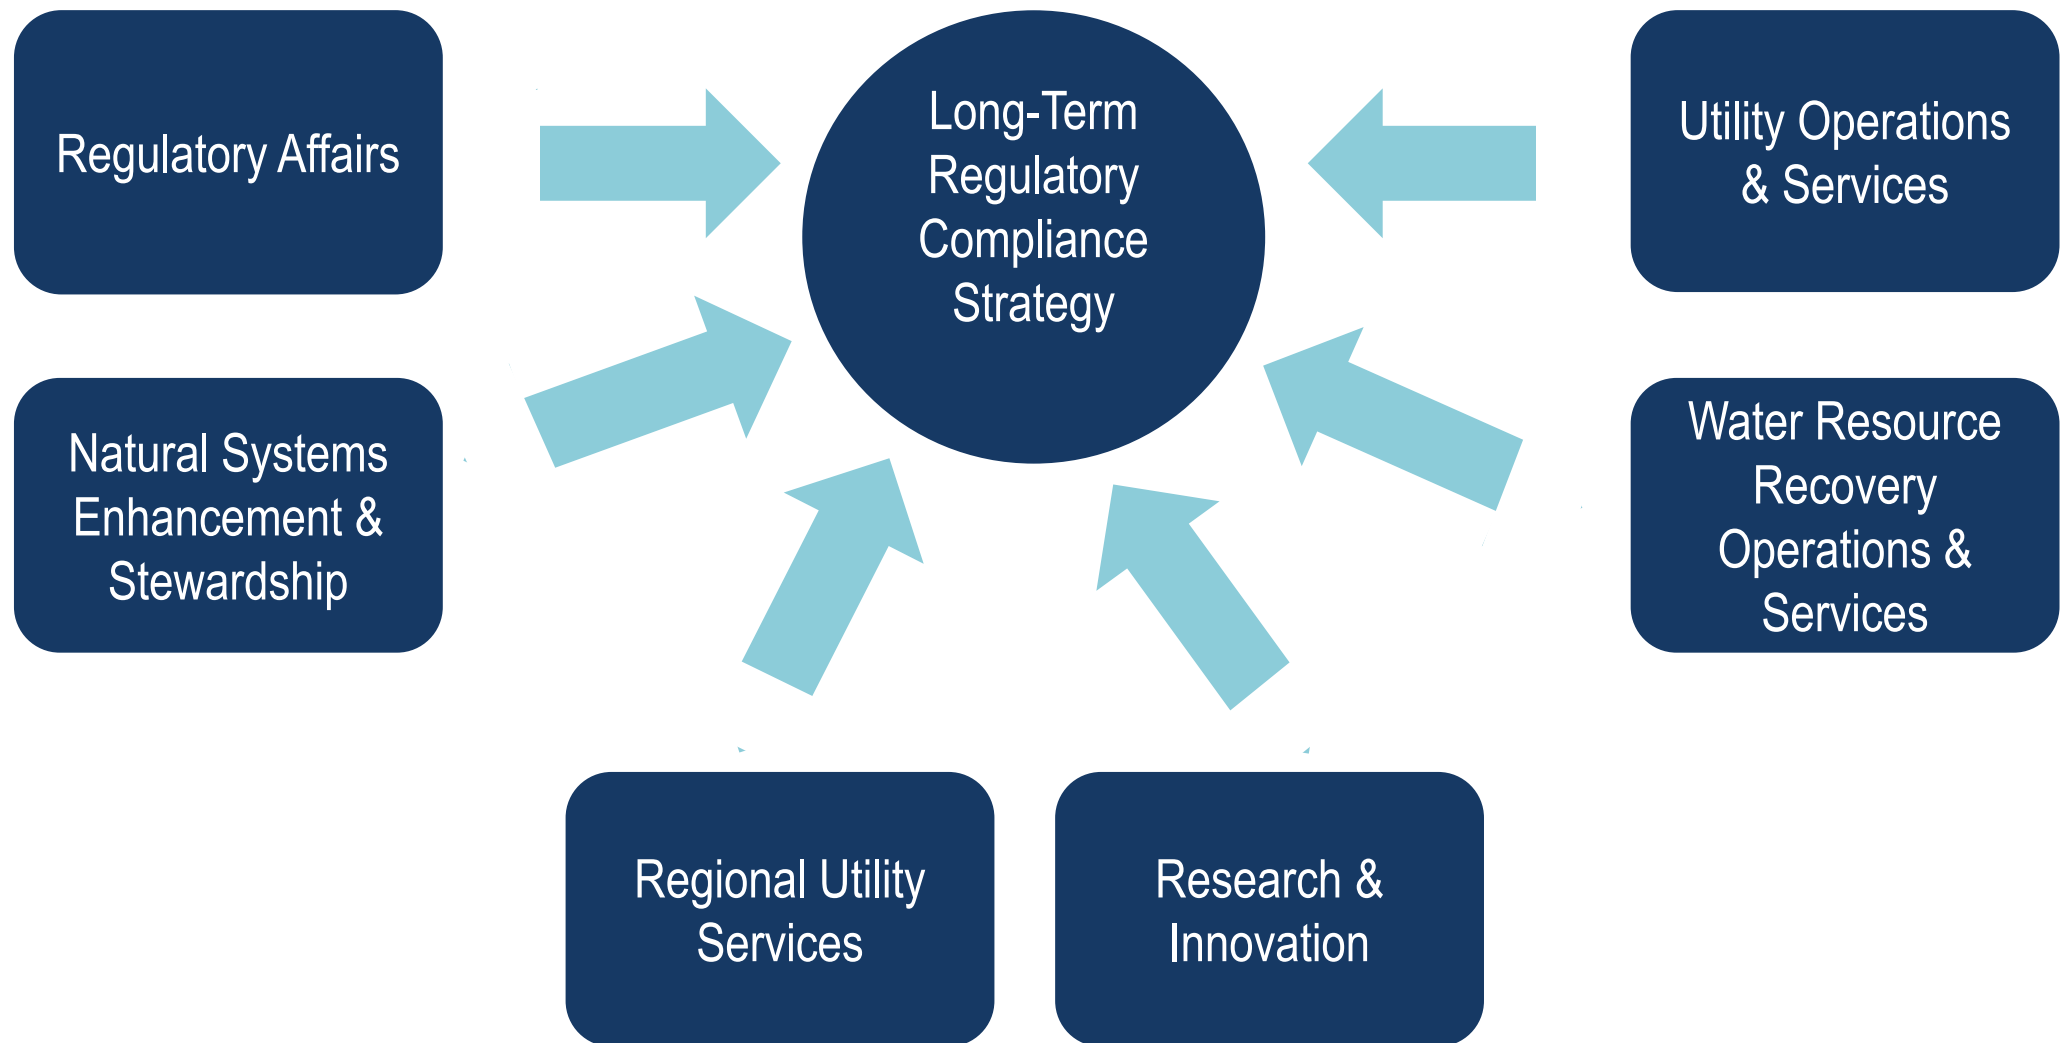 Regulatory Affairs
Long-Term
Regulatory
Compliance
Strategy
Utility Operations
& Services
Natural Systems
Enhancement &
Stewardship
Water Resource
Recovery
Operations &
Services
Regional Utility
Services
Research &
Innovation